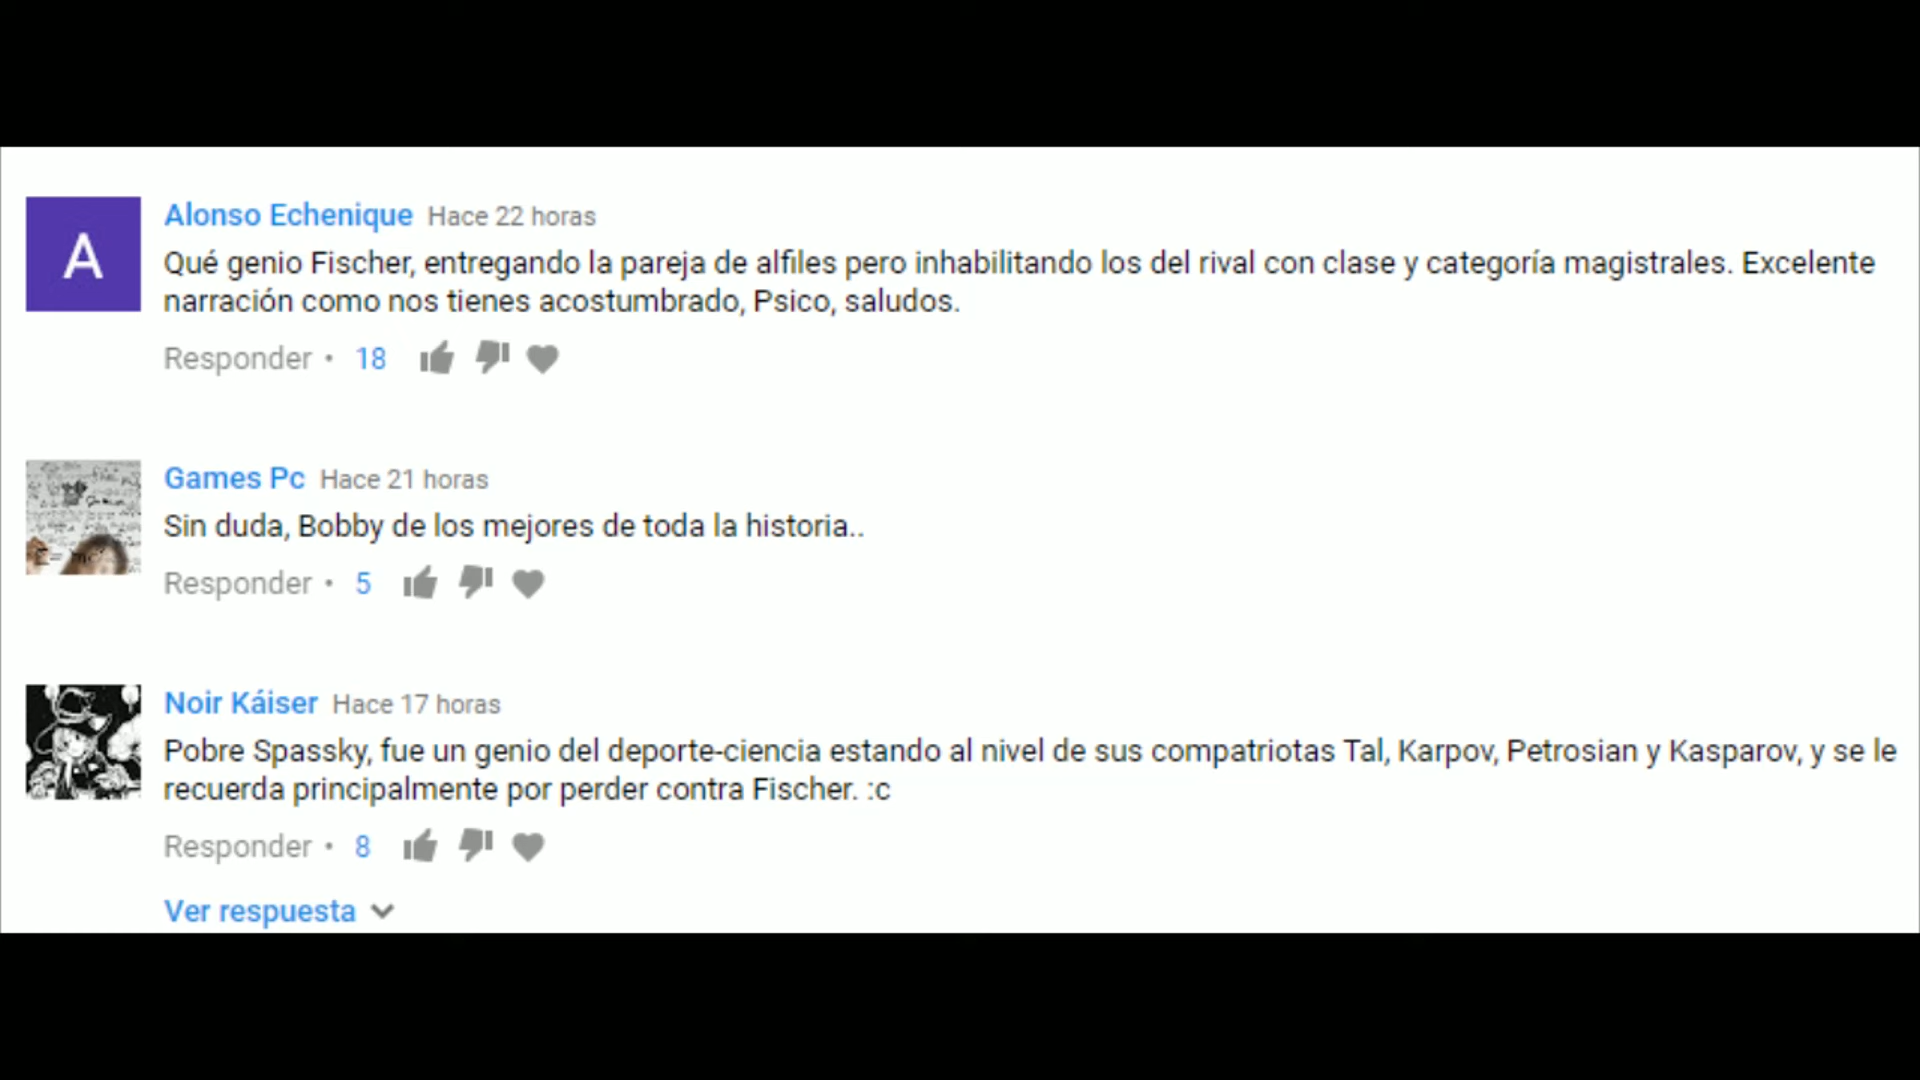 A
Alonso Echenique Hace 22 horas
Qué genio Fischer, entregando la pareja de alfiles pero inhabilitando los del rival con clase y categoría magistrales. Excelente
narración como nos tienes acostumbrado, Psico, saludos.
Responder • 18
Games Pc Hace 21 horas
Sin duda, Bobby de los mejores de toda la historia..
Responder • 5
Noir Káiser Hace 17 horas
Pobre Spassky, fue un genio del deporte-ciencia estando al nivel de sus compatriotas Tal, Karpov, Petrosian y Kasparov, y se le
recuerda principalmente por perder contra Fischer. :c
Responder • 8
Ver respuesta